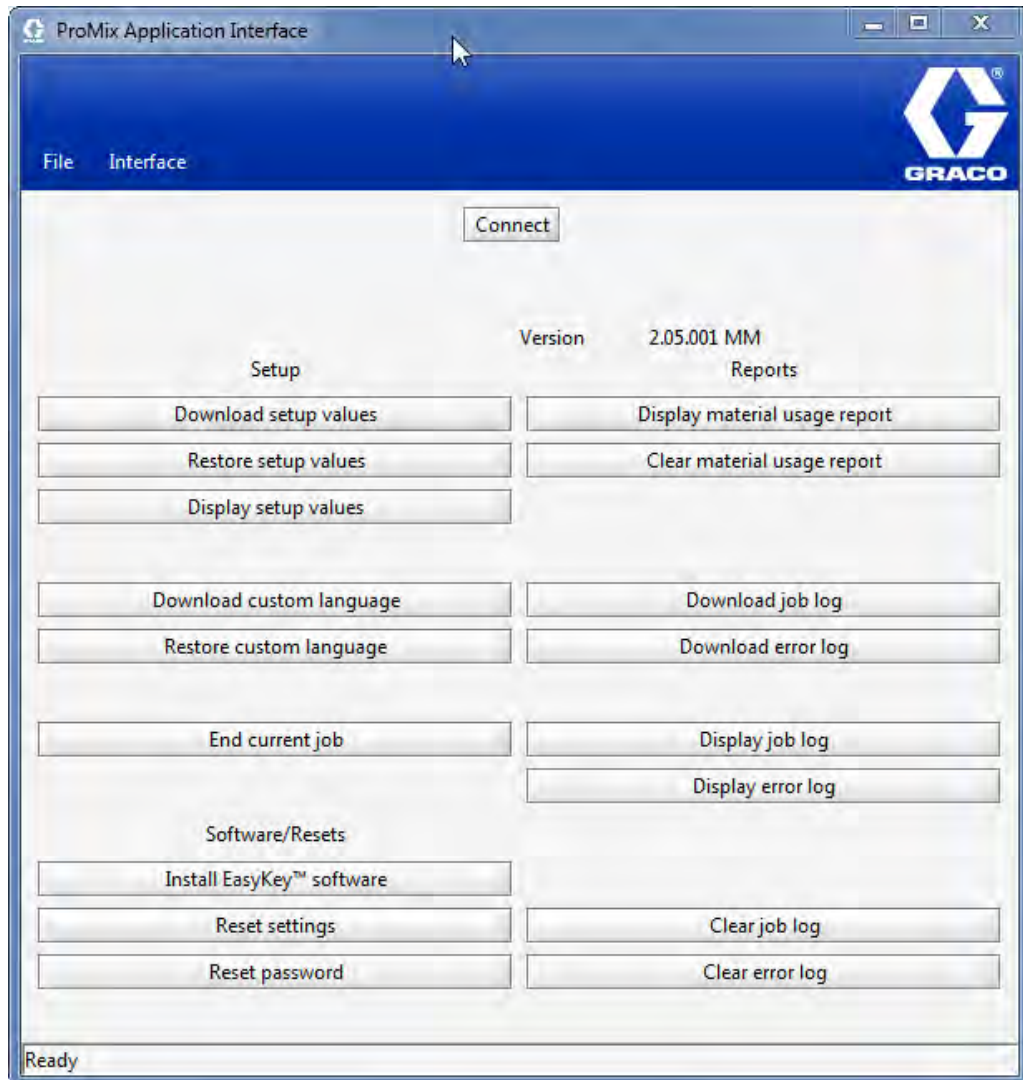 ProMix Application Interface
®
File Interface
GRACO
Connect
Version 2.05.001 MM
Setup Reports
Download setup values Display material usage report
Restore setup values Clear material usage report
Display setup values
Download custom language Download job log
Restore custom language Download error log
End current job Display job log
Display error log
Software/Resets
Install EasyKey™ software
Reset settings Clear job log
Reset password Clear error log
Ready